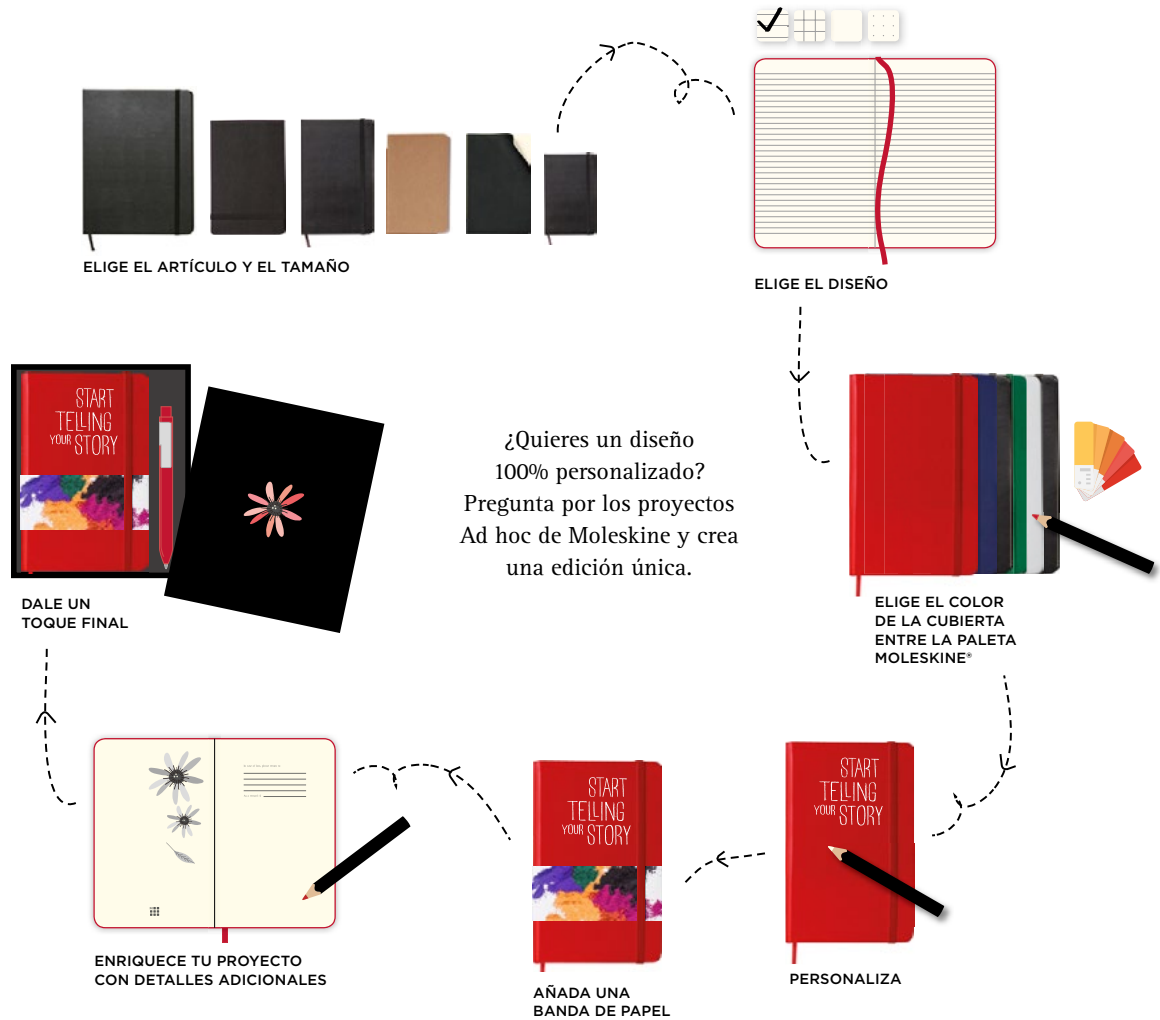 ELIGE EL ARTÍCULO Y EL TAMAÑO
ELIGE EL DISEÑO
ELIGE EL COLOR
DE LA CUBIERTA
ENTRE LA PALETA
MOLESKINE®
START
TELLING
YOUR STORY
PERSONALIZA
START
TELLING
YOUR STORY
AÑADA UNA
BANDA DE PAPEL
ENRIQUECE TU PROYECTO
CON DETALLES ADICIONALES
START
TELLING
YOUR STORY
DALE UN
TOQUE FINAL
¿Quieres un diseño
100% personalizado?
Pregunta por los proyectos
Ad hoc de Moleskine y crea
una edición única.